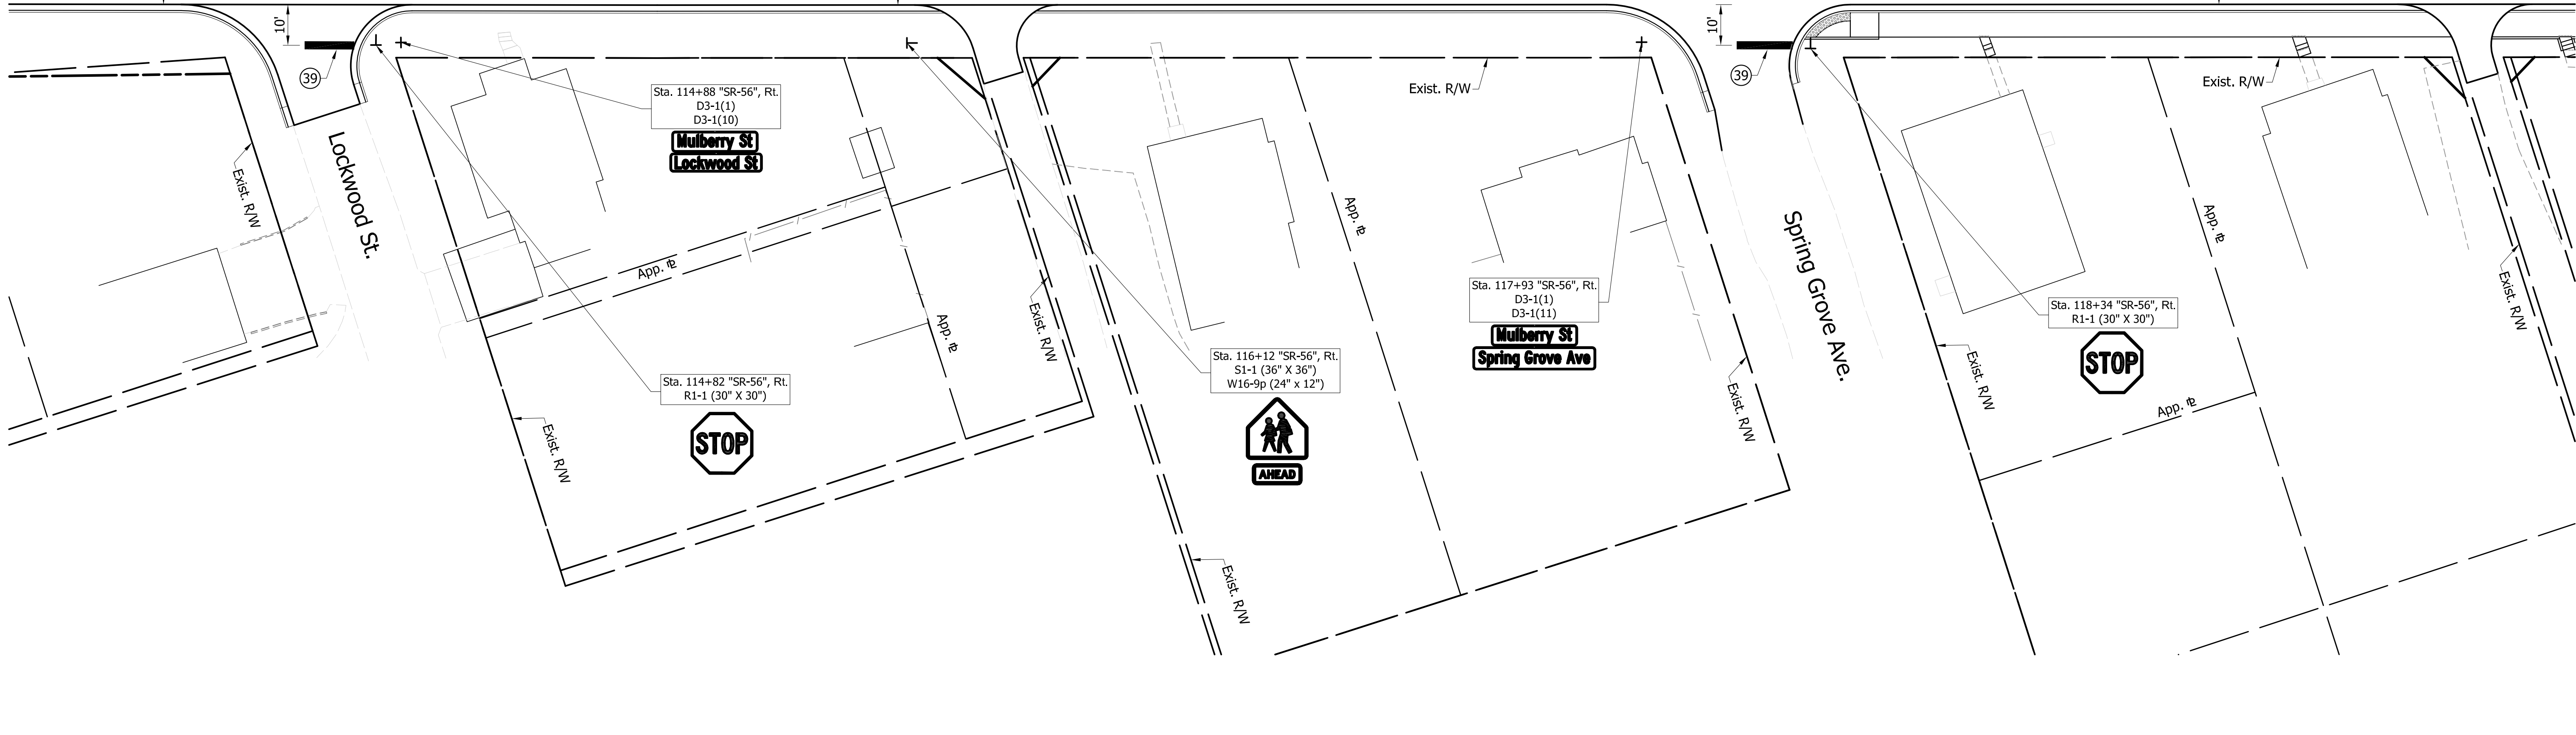 10'
39
Lockwood St.
Exist. R/W
Sta. 114+88 "SR-56", Rt.
D3-1(1)
D3-1(10)
Mulberry St
Lockwood St
App. ⅊
Exist. R/W
Sta. 114+82 "SR-56", Rt.
R1-1 (30" X 30")
STOP
App. ⅊
Exist. R/W
Sta. 116+12 "SR-56", Rt.
S1-1 (36" X 36")
W16-9p (24" x 12")
AHEAD
Exist. R/W
App. ⅊
Exist. R/W
Sta. 117+93 "SR-56", Rt.
D3-1(1)
D3-1(11)
Mulberry St
Spring Grove Ave
Exist. R/W
10'
39
Spring Grove Ave.
Exist. R/W
Exist. R/W
App. ⅊
Sta. 118+34 "SR-56", Rt.
R1-1 (30" X 30")
STOP
App. ⅊
Exist. R/W